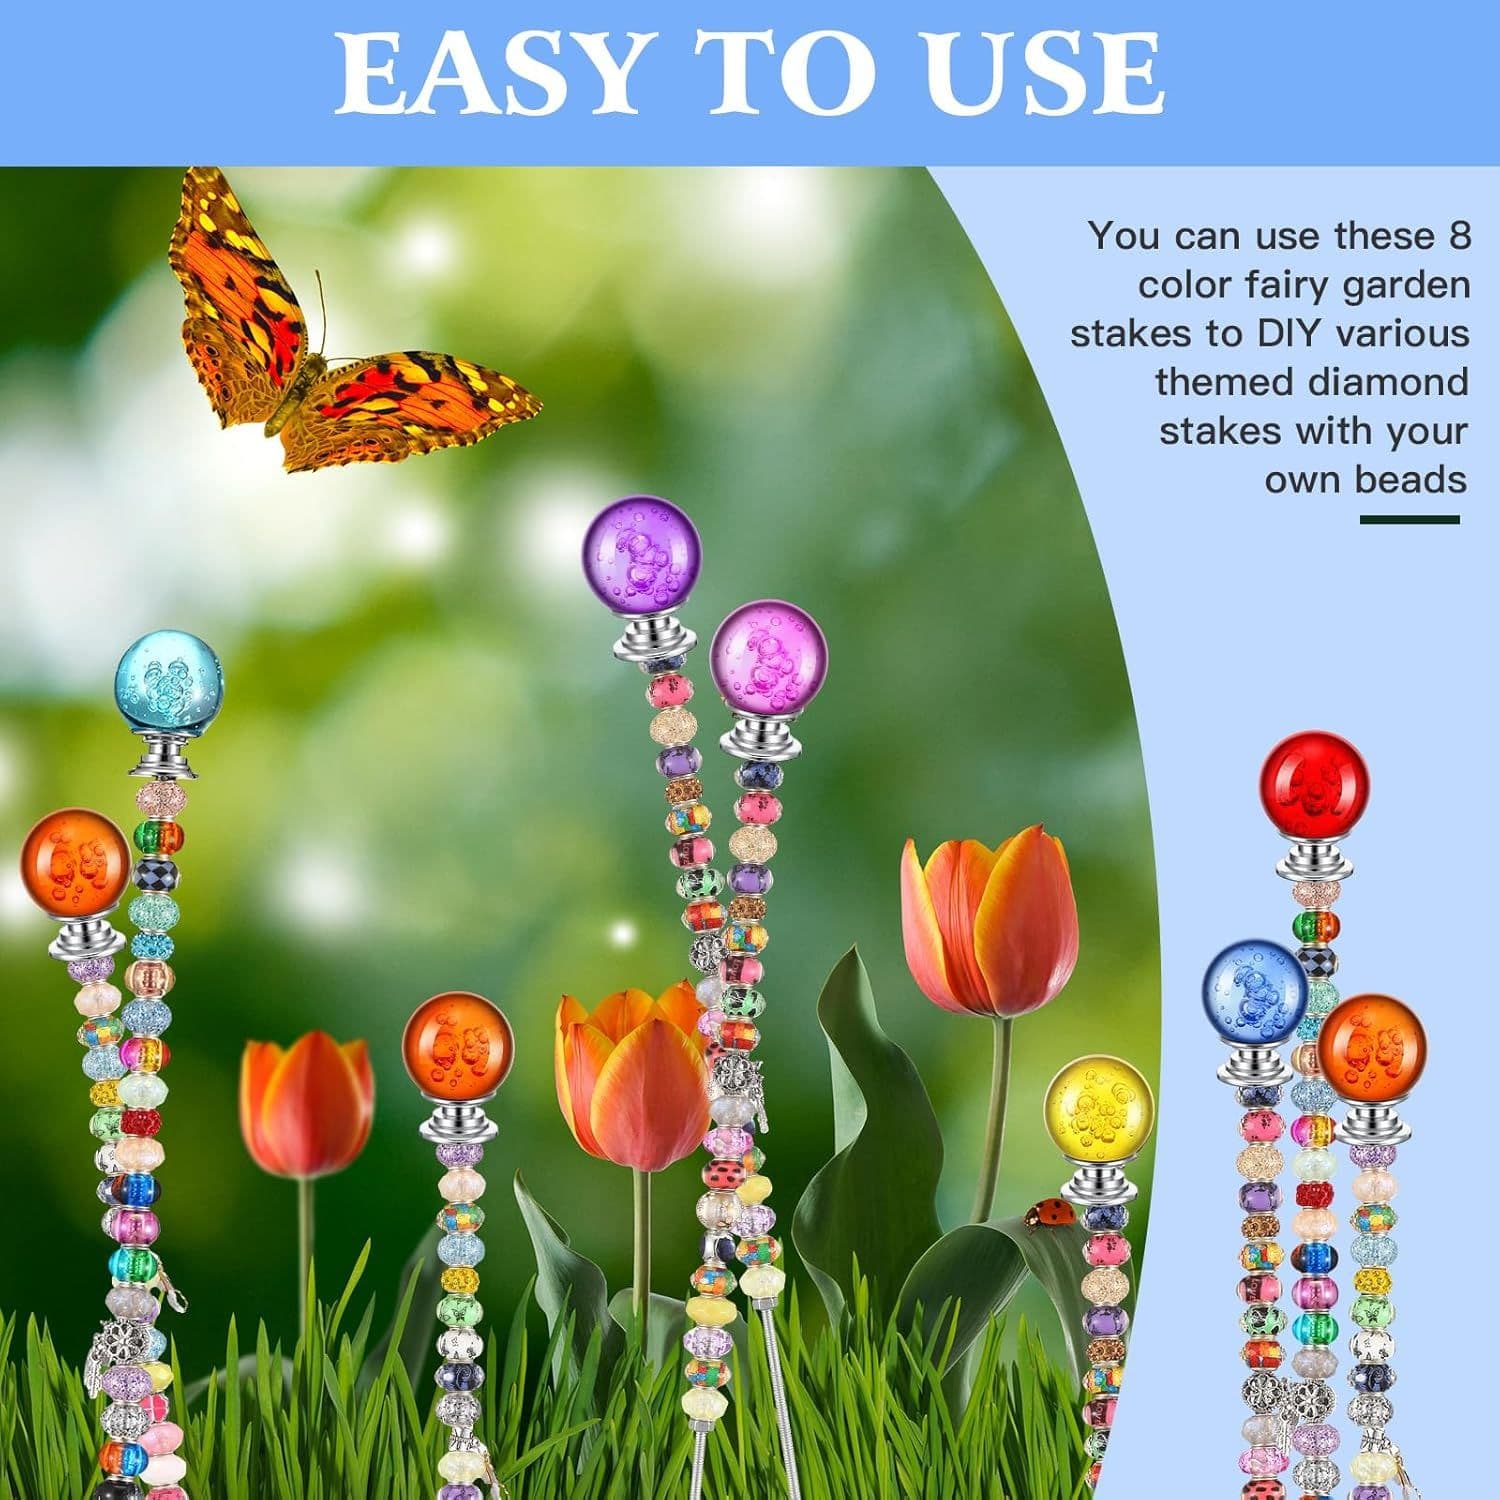 EASY TO USE
You can use these 8
color fairy garden
stakes to DIY various
themed diamond
stakes with your
own beads